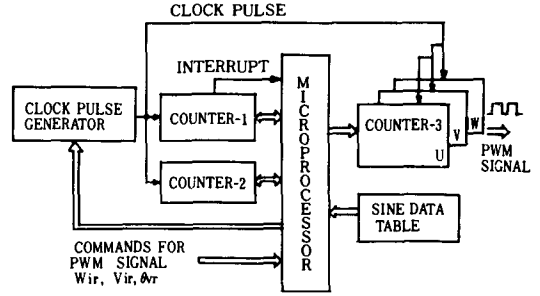 CLOCK PULSE
INTERRUPT
CLOCK PULSE
GENERATOR
COUNTER-1
COUNTER-2
MICROPROCESSOR
COUNTER-3
U
V
W
PWM
SIGNAL
SINE DATA
TABLE
COMMANDS FOR
PWM SIGNAL
Wir, Vir, θvr